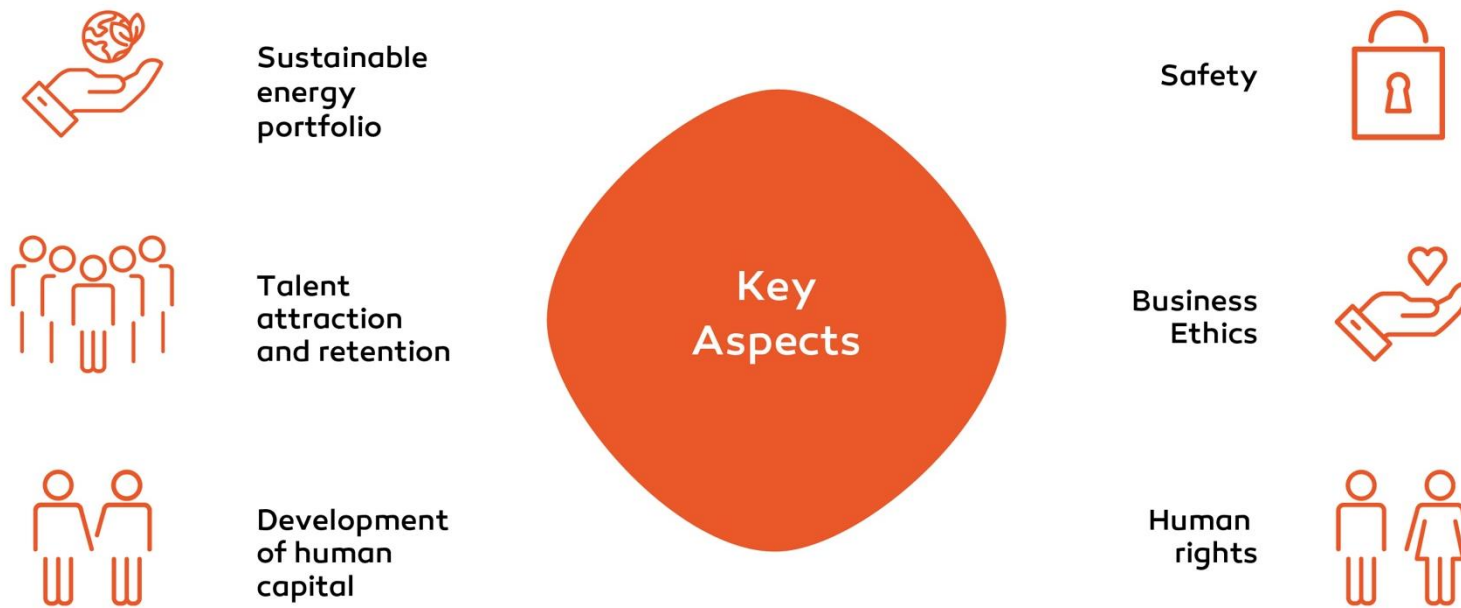 Sustainable
energy
portfolio
Talent
attraction
and retention
Development
of human
capital
Key
Aspects
Safety
Business
Ethics
Human
rights